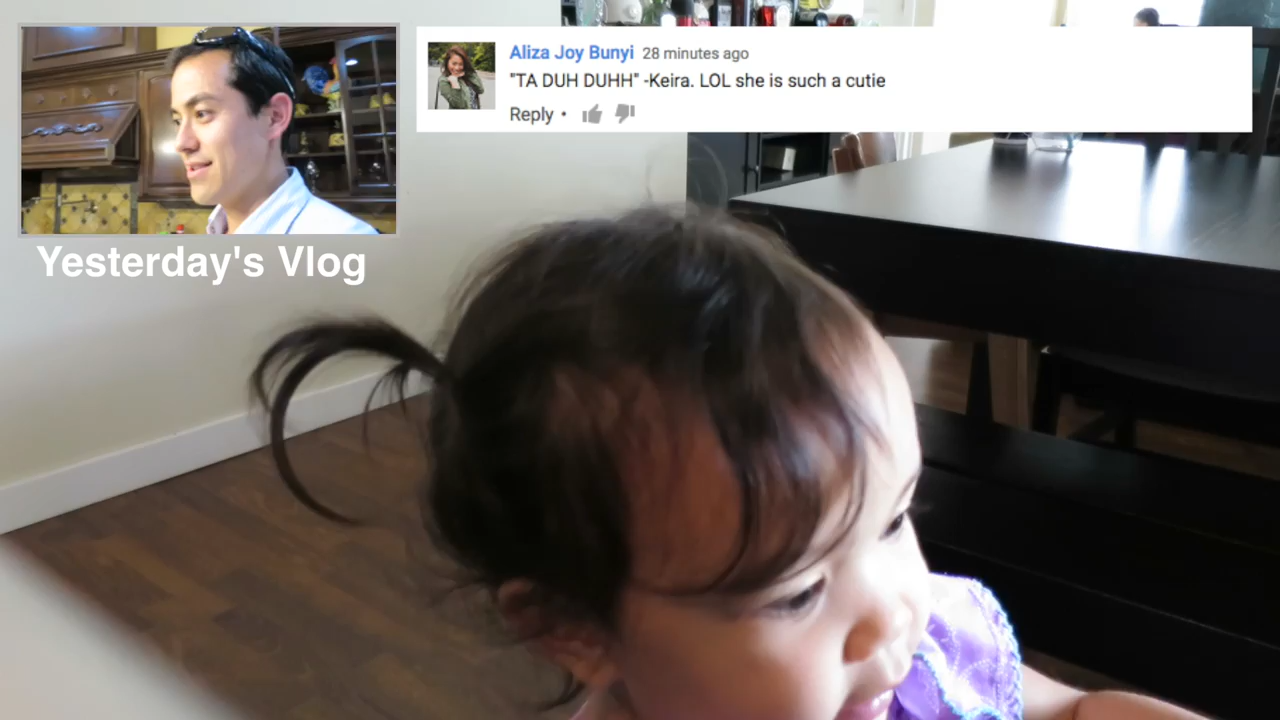 Aliza Joy Bunyi 28 minutes ago
"TA DUH DUHH" -Keira. LOL she is such a cutie
Reply •
Yesterday's Vlog